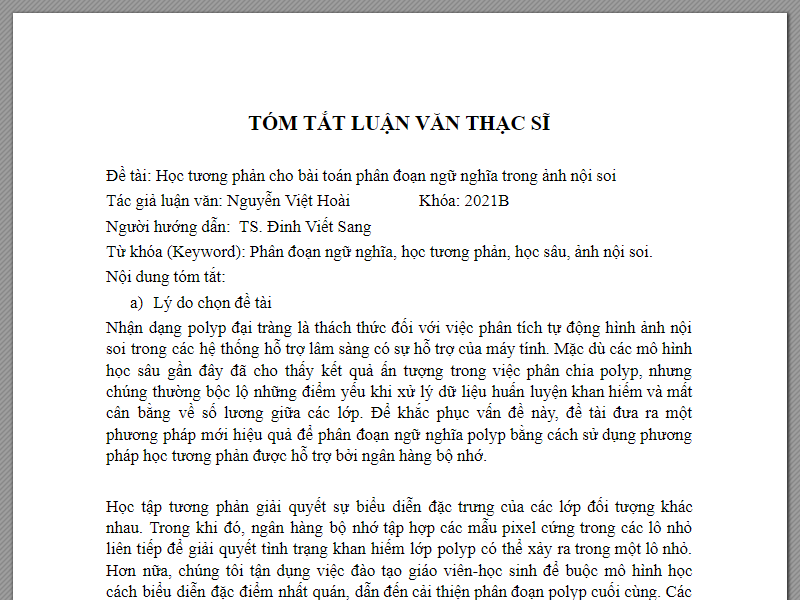 TÓM TẮT LUẬN VĂN THẠC SĨ
Đề tài: Học tương phản cho bài toán phân đoạn ngữ nghĩa trong ảnh nội soi
Tác giả luận văn: Nguyễn Việt Hoài Khóa: 2021B
Người hướng dẫn: TS. Đinh Viết Sang
Từ khóa (Keyword): Phân đoạn ngữ nghĩa, học tương phản, học sâu, ảnh nội soi.
Nội dung tóm tắt:
a) Lý do chọn đề tài
Nhận dạng polyp đại tràng là thách thức đối với việc phân tích tự động hình ảnh nội
soi trong các hệ thống hỗ trợ lâm sàng có sự hỗ trợ của máy tính. Mặc dù các mô hình
học sâu gần đây đã cho thấy kết quả ấn tượng trong việc phân chia polyp, nhưng
chúng thường bộc lộ những điểm yếu khi xử lý dữ liệu huấn luyện khan hiếm và mất
cân bằng về số lương giữa các lớp. Để khắc phục vấn đề này, đề tài đưa ra một
phương pháp mới hiệu quả để phân đoạn ngữ nghĩa polyp bằng cách sử dụng phương
pháp học tương phản được hỗ trợ bởi ngân hàng bộ nhớ.
Học tập tương phản giải quyết sự biểu diễn đặc trưng của các lớp đối tượng khác
nhau. Trong khi đó, ngân hàng bộ nhớ tập hợp các mẫu pixel cứng trong các lô nhỏ
liên tiếp để giải quyết tình trạng khan hiếm lớp polyp có thể xảy ra trong một lô nhỏ.
Hơn nữa, chúng tôi tận dụng việc đào tạo giáo viên-học sinh để buộc mô hình học
cách biểu diễn đặc điểm nhất quán, dẫn đến cải thiện phân đoạn polyp cuối cùng. Các